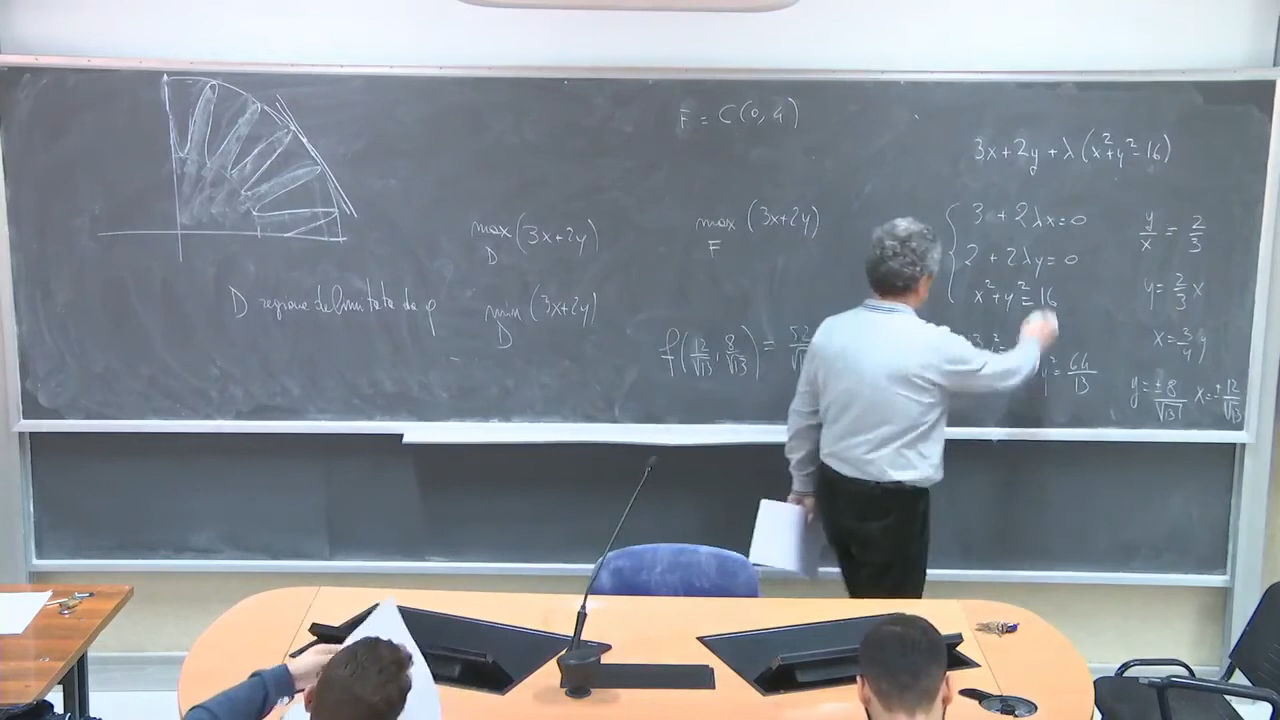 F = C(0, 4)
3x + 2y + λ(x² + y² - 16)
max (3x + 2y)
D
max (3x + 2y)
F
3 + 2λx = 0
2 + 2λy = 0
x² + y² = 16
y/x = 2/3
y = 2/3 x
D regione delimitata da φ
min (3x + 2y)
D
f(12/√13, 8/√13) = 52
x = 3/4 y
y² = 64/13
y = ±8/√13 x = ±12/√13